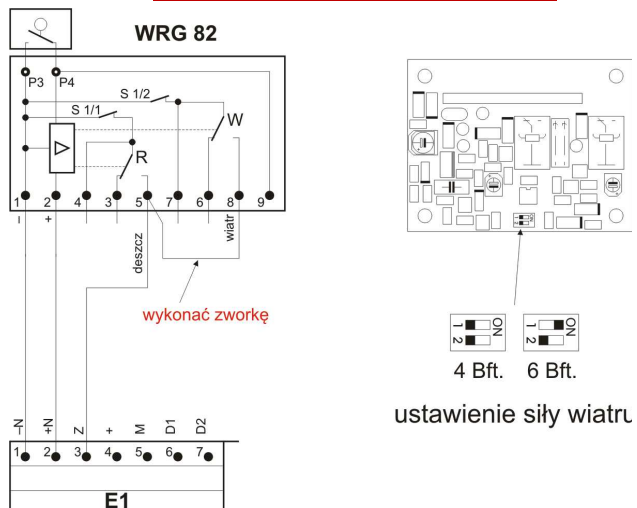 WRG 82
P3 P4
S 1/2
S 1/1
W
R
1 2 4 3 5 7 6 8 9
– +
deszcz
wiatr
wykonać zworkę
ON
1
2
ON
1
2
4 Bft. 6 Bft.
ustawienie siły wiatru
–N +N Z + M D1 D2
1 2 3 4 5 6 7
E1